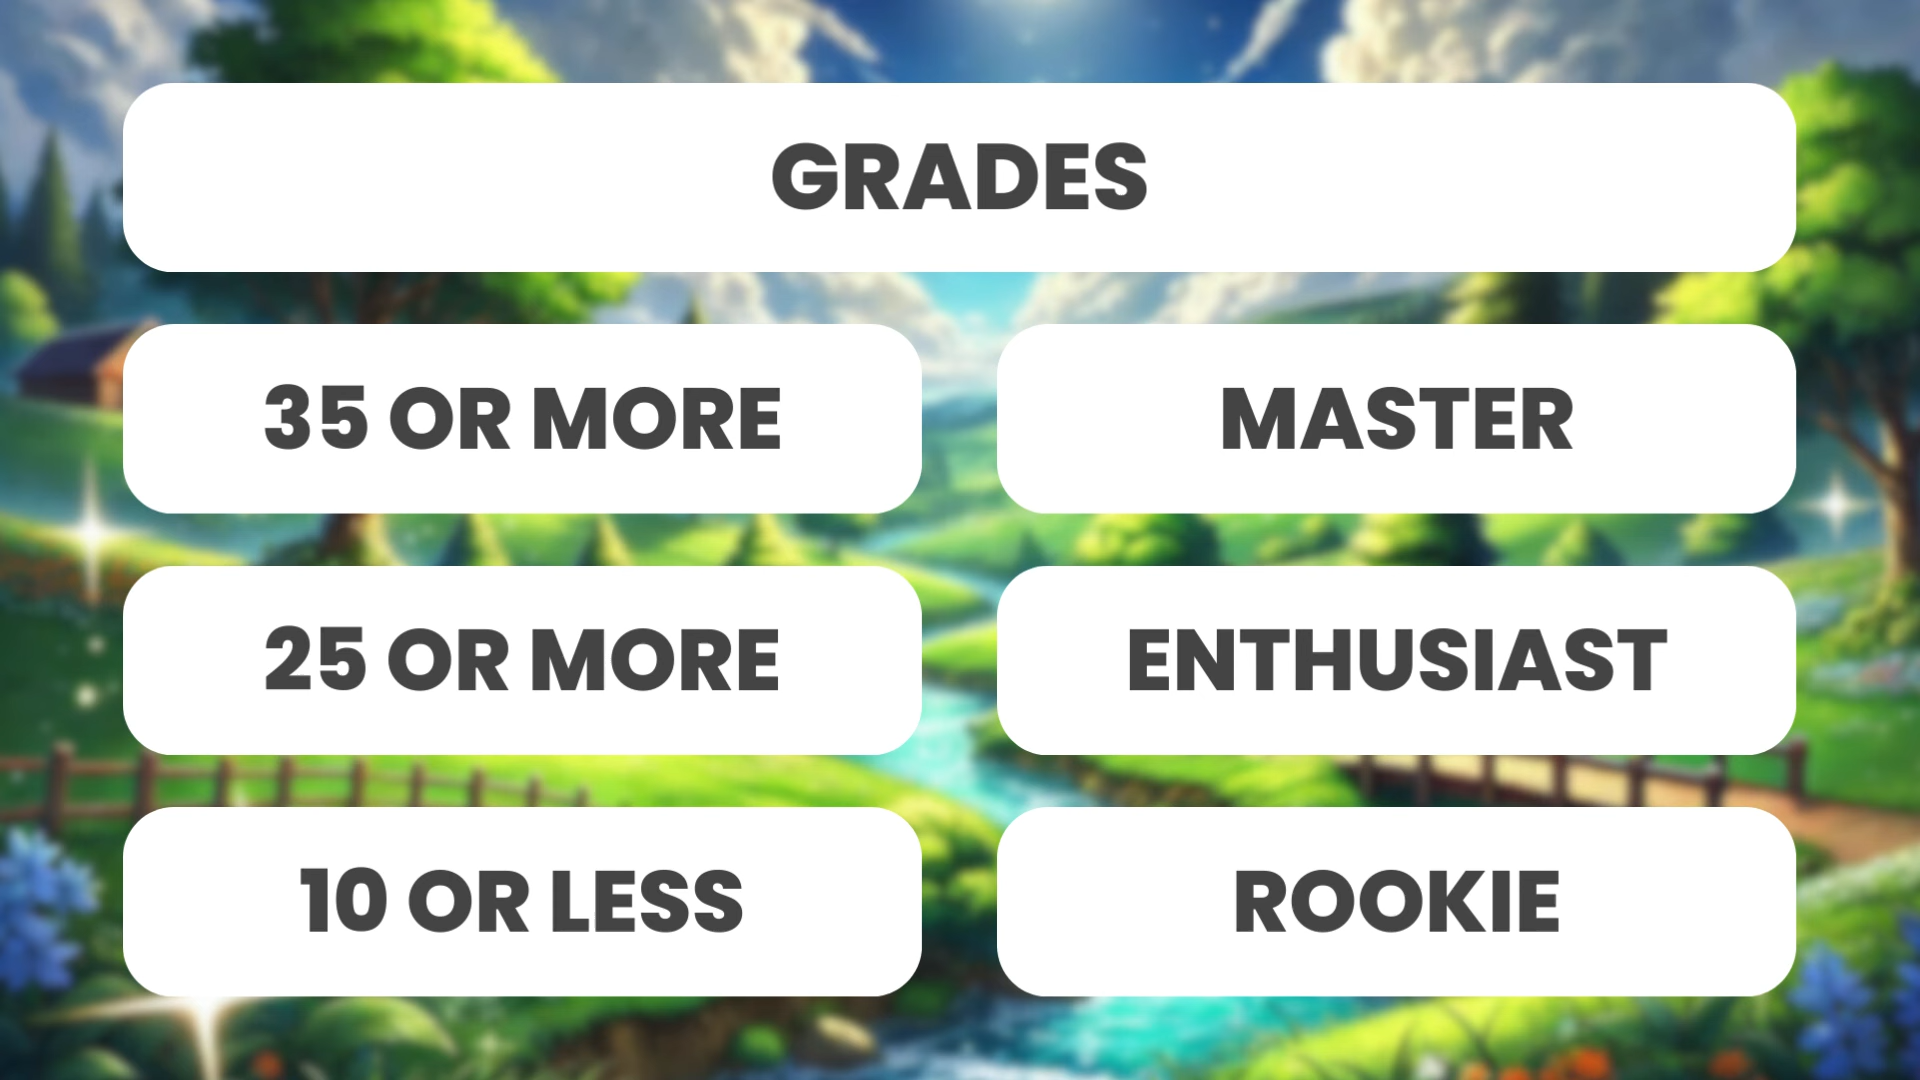 GRADES
35 OR MORE
MASTER
25 OR MORE
ENTHUSIAST
10 OR LESS
ROOKIE